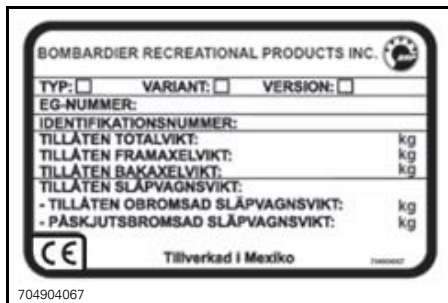 BOMBARDIER RECREATIONAL PRODUCTS INC.
TYP: VARIANT: VERSION:
EG-NUMMER:
IDENTIFIKATIONSNUMMER:
TILLÅTEN TOTALVIKT: kg
TILLÅTEN FRAMAXELVIKT: kg
TILLÅTEN BAKAXELVIKT: kg
TILLÅTEN SLÄPVAGNSVIKT:
- TILLÅTEN OBROMSAD SLÄPVAGNSVIKT: kg
- PÅSKJUTSBROMSAD SLÄPVAGNSVIKT: kg
CE Tillverkad i Mexiko 704904067
704904067